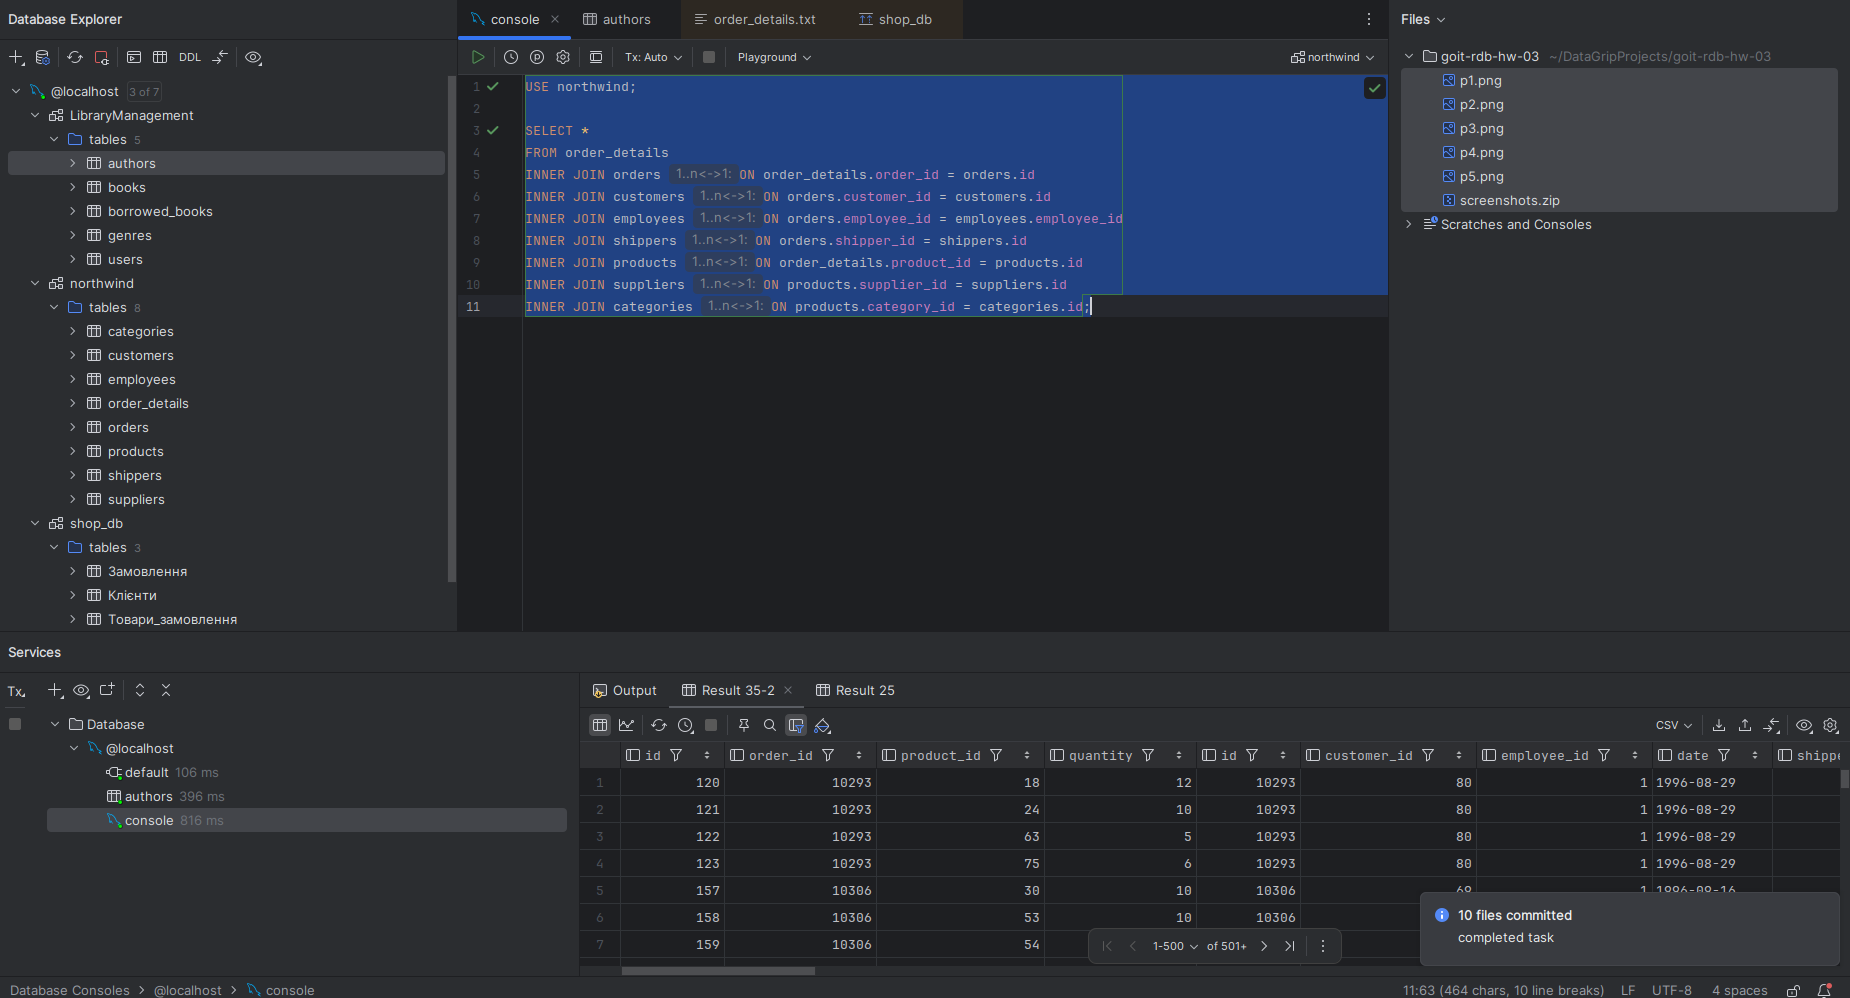 Database Explorer
DDL
@localhost 3 of 7
LibraryManagement
tables 5
authors
books
borrowed_books
genres
users
northwind
tables 8
categories
customers
employees
order_details
orders
products
shippers
suppliers
shop_db
tables 3
Замовлення
Клієнти
Товари_замовлення
console
authors
order_details.txt
shop_db
Tx: Auto
Playground
northwind
1 USE northwind;
2
3 SELECT *
4 FROM order_details
5 INNER JOIN orders 1..n<->1: ON order_details.order_id = orders.id
6 INNER JOIN customers 1..n<->1: ON orders.customer_id = customers.id
7 INNER JOIN employees 1..n<->1: ON orders.employee_id = employees.employee_id
8 INNER JOIN shippers 1..n<->1: ON orders.shipper_id = shippers.id
9 INNER JOIN products 1..n<->1: ON order_details.product_id = products.id
10 INNER JOIN suppliers 1..n<->1: ON products.supplier_id = suppliers.id
11 INNER JOIN categories 1..n<->1: ON products.category_id = categories.id;
Files
goit-rdb-hw-03 ~/DataGripProjects/goit-rdb-hw-03
p1.png
p2.png
p3.png
p4.png
p5.png
screenshots.zip
Scratches and Consoles
Services
Tx
Database
@localhost
default 106 ms
authors 396 ms
console 816 ms
Output
Result 35-2
Result 25
CSV
id order_id product_id quantity id customer_id employee_id date shippe
1 120 10293 18 12 10293 80 1 1996-08-29
2 121 10293 24 10 10293 80 1 1996-08-29
3 122 10293 63 5 10293 80 1 1996-08-29
4 123 10293 75 6 10293 80 1 1996-08-29
5 157 10306 30 10 10306 69 1 1996-09-16
6 158 10306 53 10 10306
7 159 10306 54
1-500 of 501+
10 files committed
completed task
Database Consoles > @localhost > console
11:63 (464 chars, 10 line breaks) LF UTF-8 4 spaces